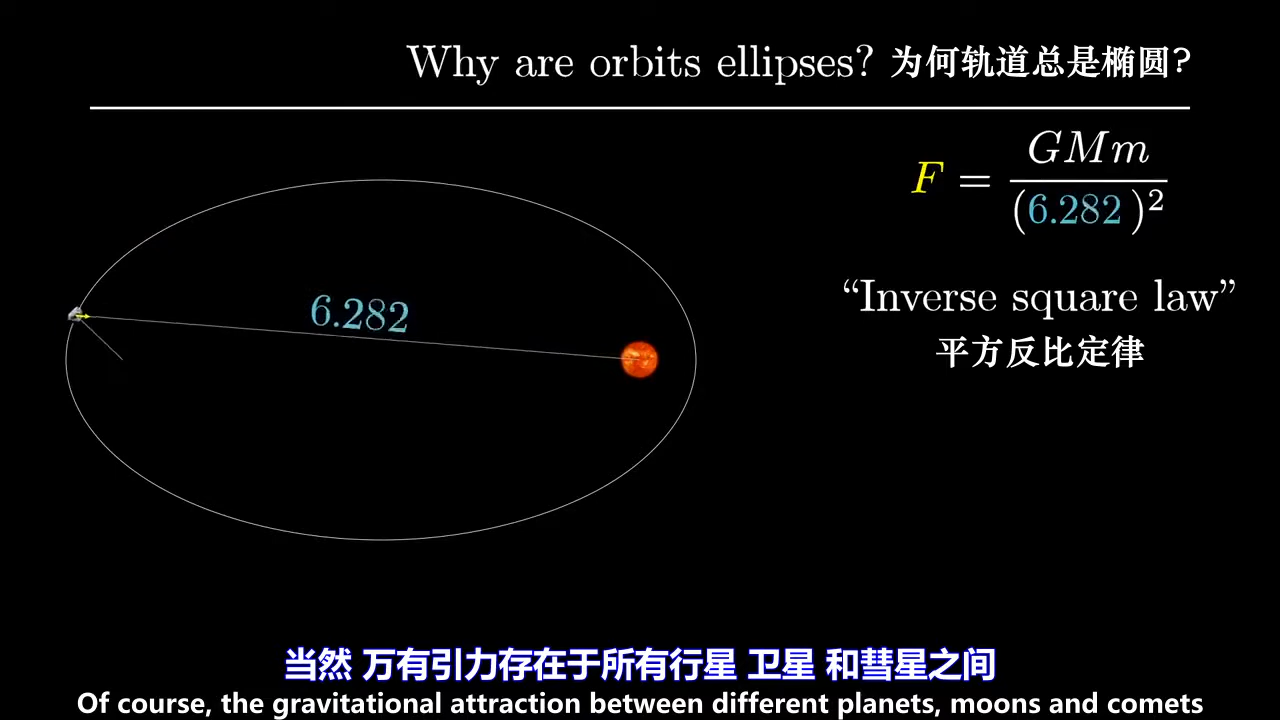 Why are orbits ellipses? 为何轨道总是椭圆?
F = GMm / (6.282)²
6.282
“Inverse square law”
平方反比定律
当然 万有引力存在于所有行星 卫星 和彗星之间
Of course, the gravitational attraction between different planets, moons and comets